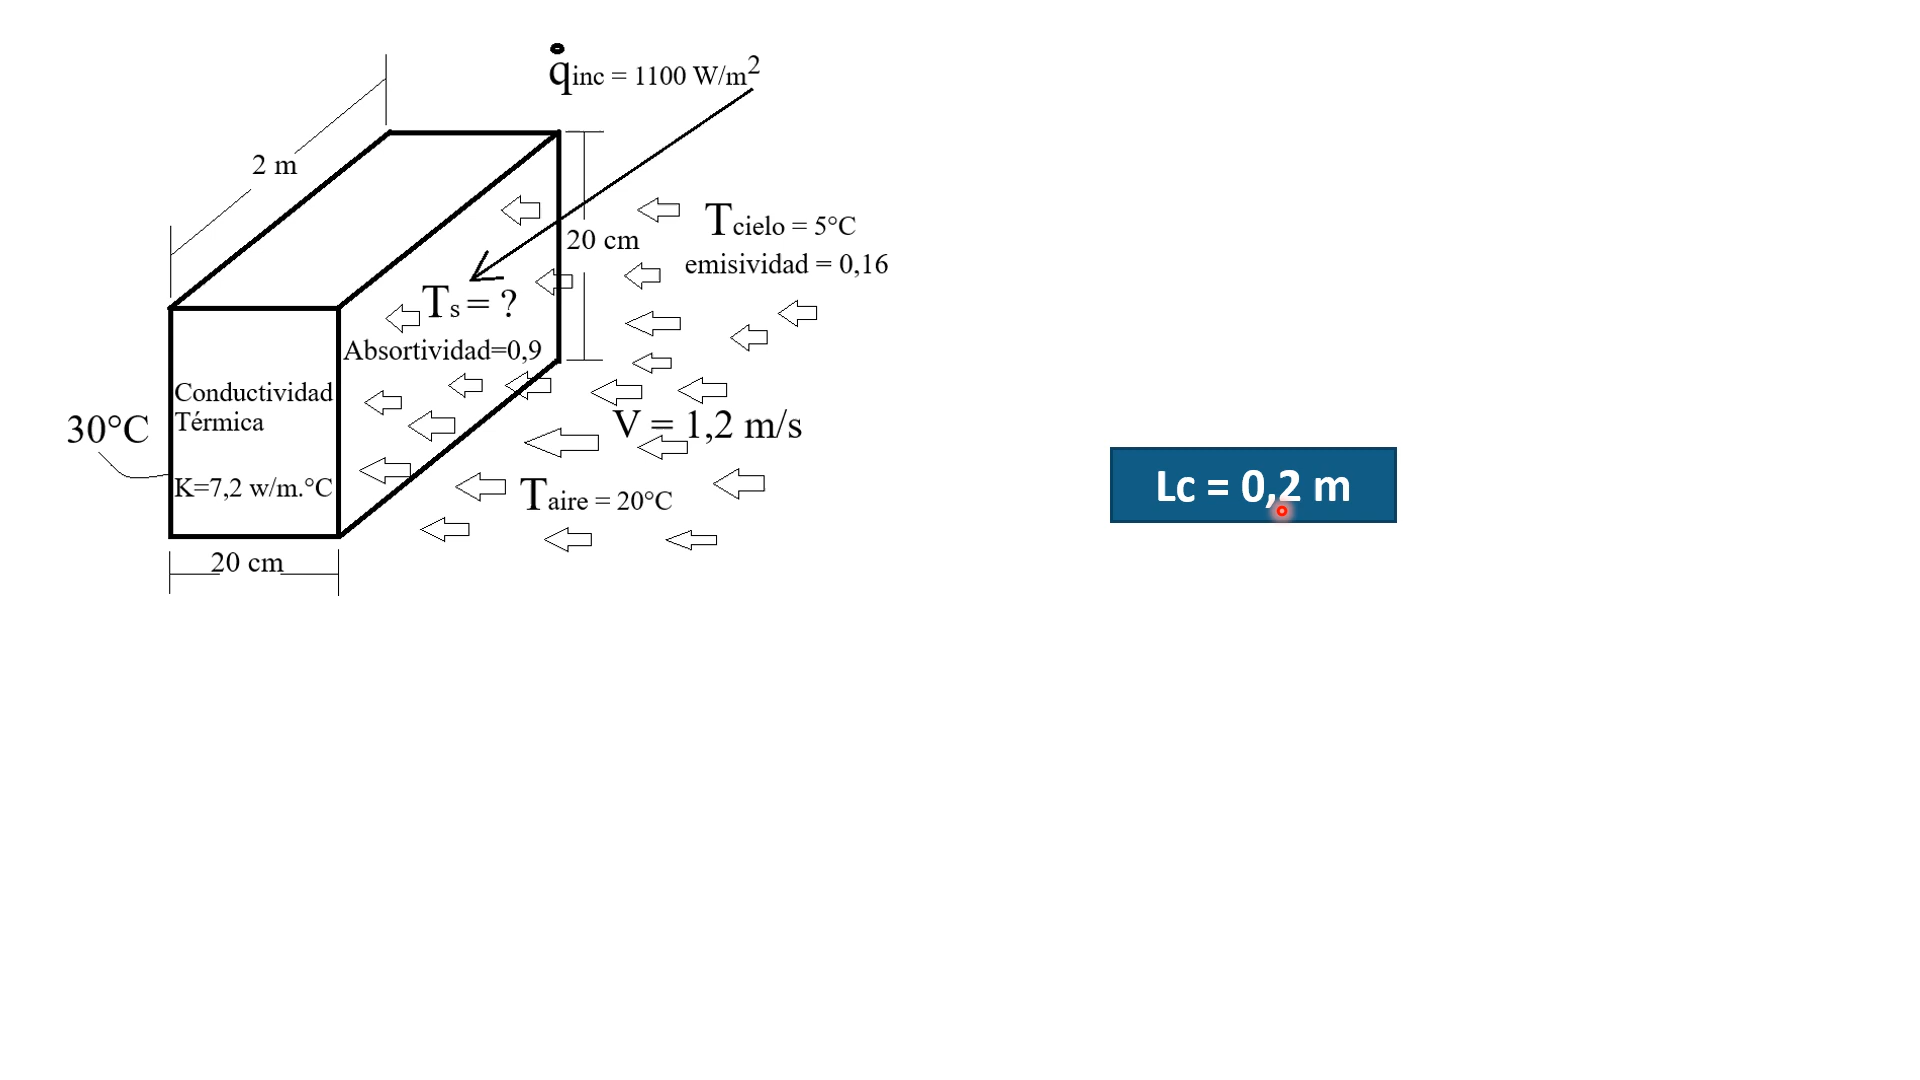 q̇inc = 1100 W/m²
2 m
20 cm
Tcielo = 5°C
emisividad = 0,16
Ts = ?
Absortividad=0,9
Conductividad
Térmica
30°C
K=7,2 w/m.°C
V = 1,2 m/s
Taire = 20°C
20 cm
Lc = 0,2 m